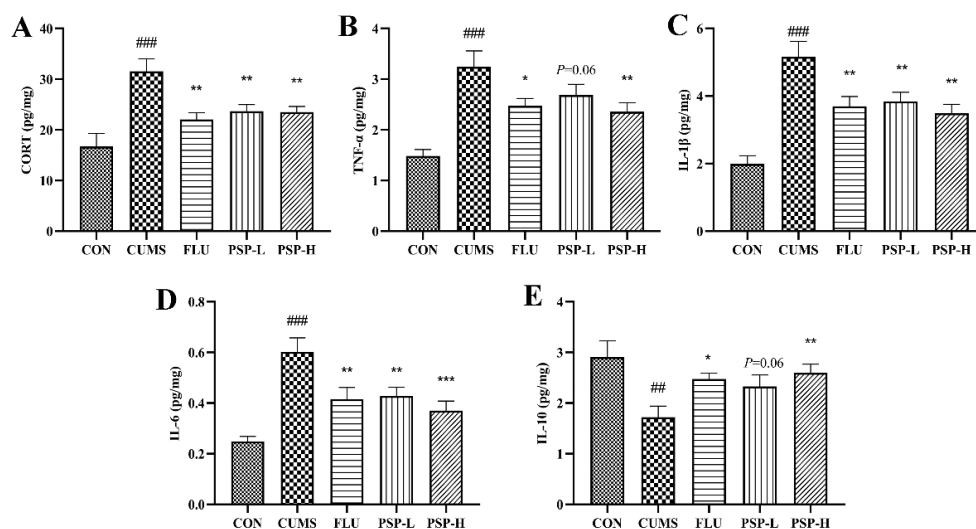 A
CORT (pg/mg)
40
30
20
10
0
###
**
**
**
CON CUMS FLU PSP-L PSP-H
B
TNF-α (pg/mg)
4
3
2
1
0
###
*
P=0.06
**
CON CUMS FLU PSP-L PSP-H
C
IL-1β (pg/mg)
6
4
2
0
###
**
**
**
CON CUMS FLU PSP-L PSP-H
D
IL-6 (pg/mg)
0.8
0.6
0.4
0.2
0.0
###
**
**
***
CON CUMS FLU PSP-L PSP-H
E
IL-10 (pg/mg)
4
3
2
1
0
##
*
P=0.06
**
CON CUMS FLU PSP-L PSP-H